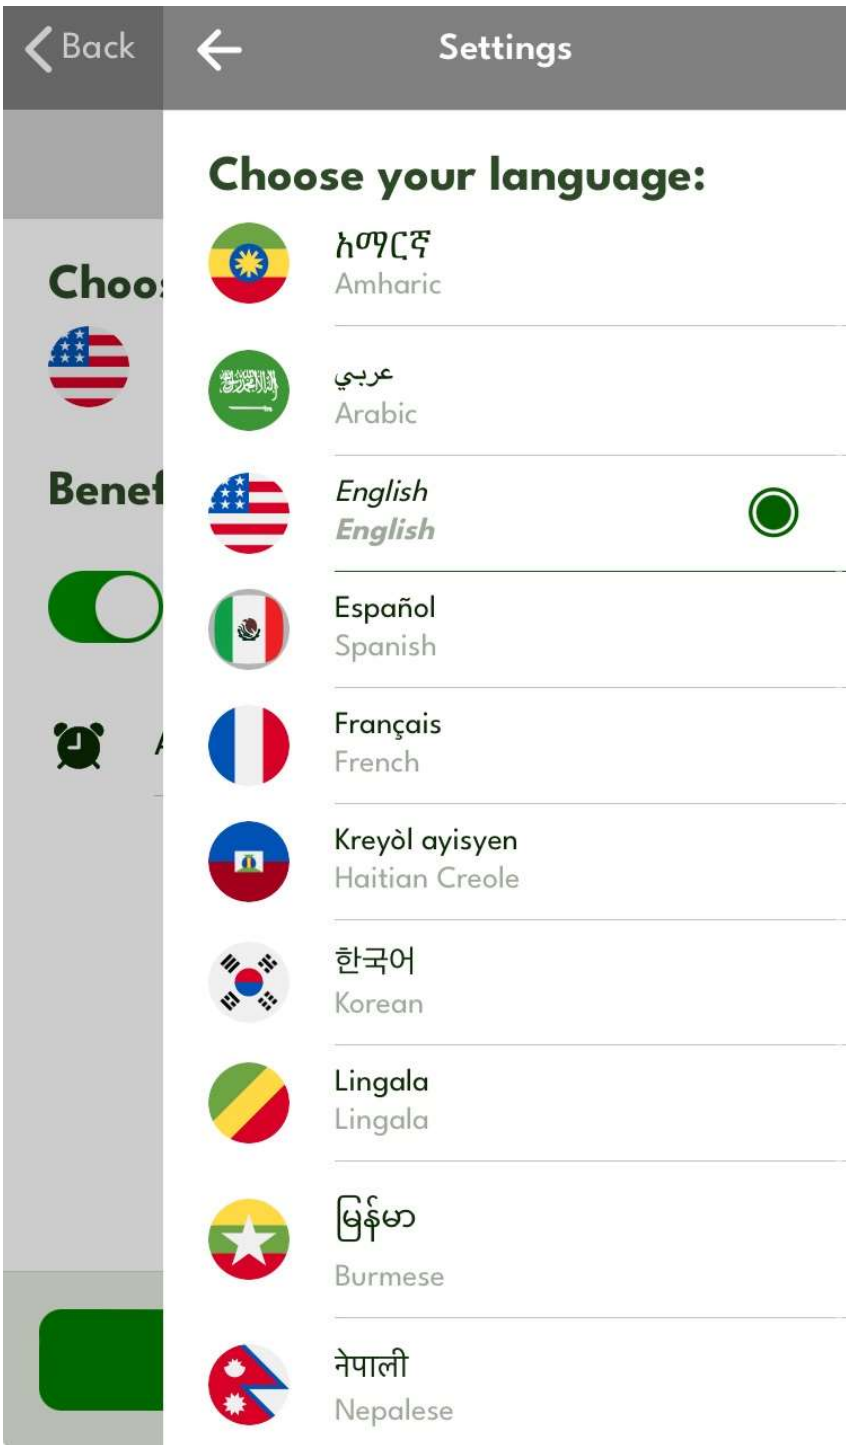 Back
Settings
Choose your language:
Choo
አማርኛ
Amharic
عربي
Arabic
Benef
English
English
Español
Spanish
Français
French
Kreyòl ayisyen
Haitian Creole
한국어
Korean
Lingala
Lingala
မြန်မာ
Burmese
नेपाली
Nepalese